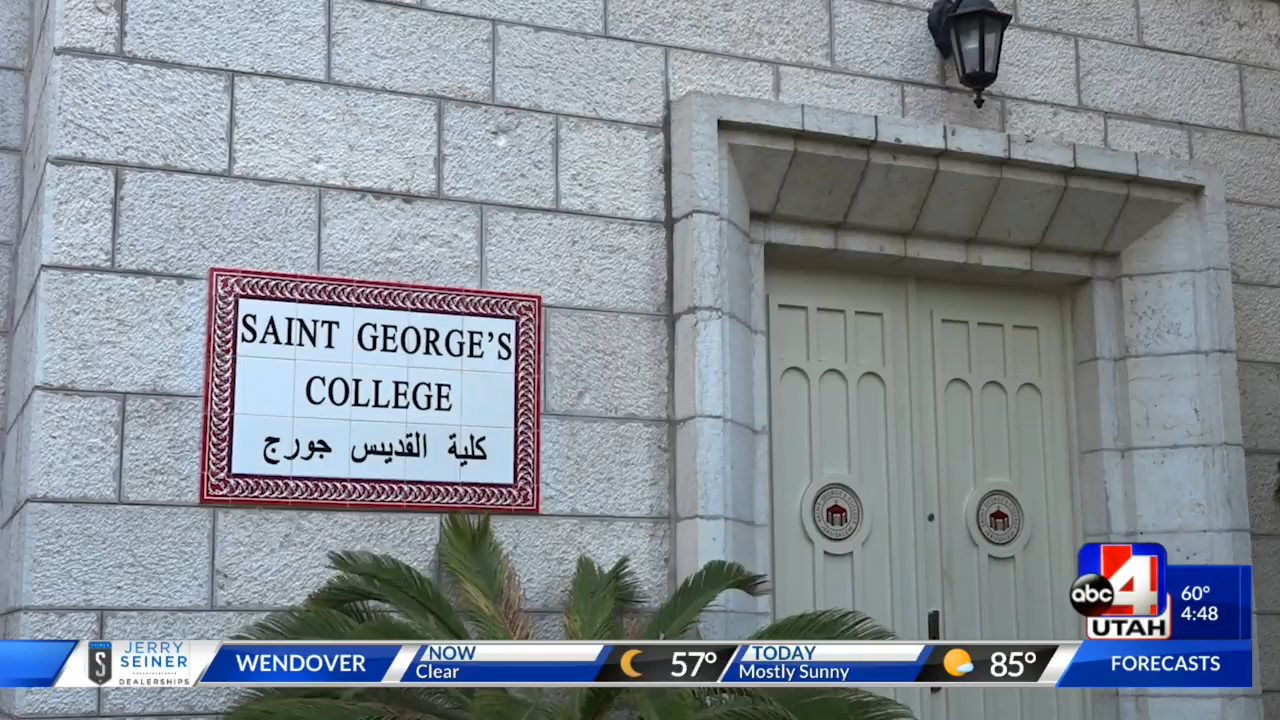 SAINT GEORGE'S
COLLEGE
كلية القديس جورج
abc 4
UTAH
60°
4:48
S
JERRY
SEINER
DEALERSHIPS
WENDOVER
NOW
Clear
57°
TODAY
Mostly Sunny
85°
FORECASTS